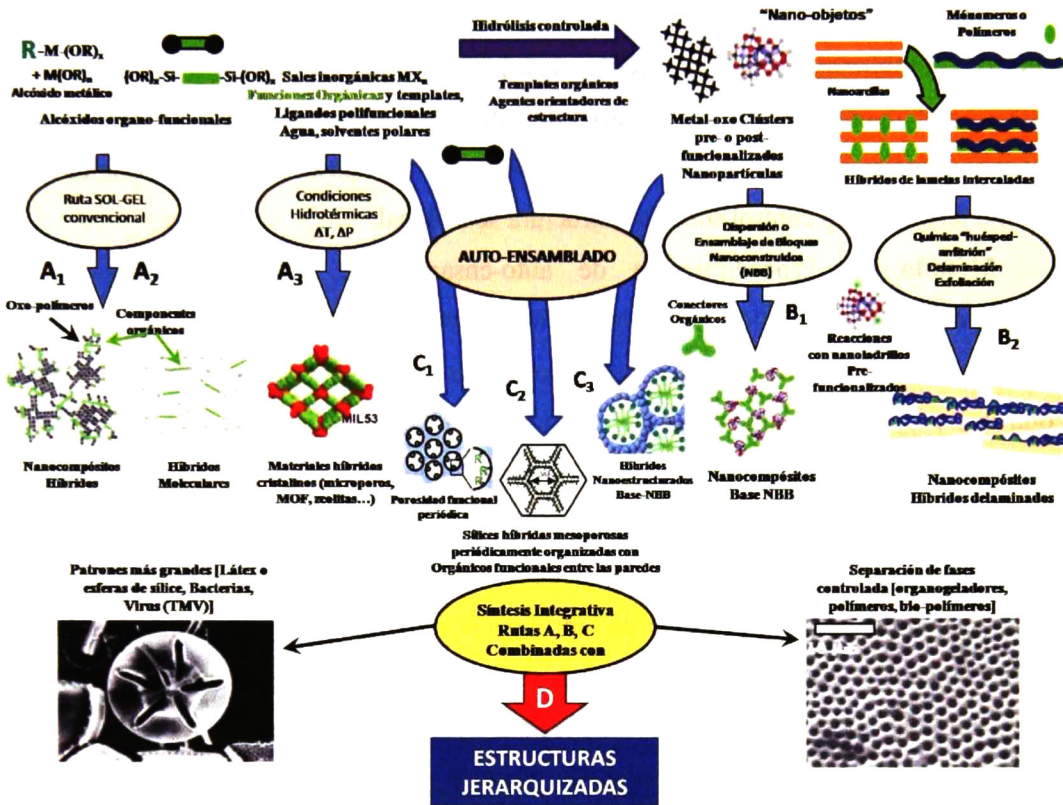 R-M-(OR)x
+ M(OR)n
Alcóxido metálico
(OR)x-Si-
-Si-(OR)x
Alcóxidos organo-funcionales
Sales inorgánicas MXn
Funciones Orgánicas y templates,
Ligandos polifuncionales
Agua, solventes polares
Hidrólisis controlada
Templates orgánicos
Agentes orientadores de
estructura
"Nano-objetos"
Metal-oxo Clústers
pre- o post-
funcionalizados
Nanopartículas
Nanoarcillas
Mónomeros o
Polímeros
Híbridos de lamelas intercaladas
Ruta SOL-GEL
convencional
A1
A2
Condiciones
Hidrotérmicas
ΔT, ΔP
A3
AUTO-ENSAMBLADO
Dispersión o
Ensamblaje de Bloques
Nanoconstruidos
(NBB)
B1
Química "huésped-
anfitrión"
Delaminación
Exfoliación
B2
Oxo-polímeros
Componentes
orgánicos
MIL53
C1
C2
C3
Conectores
Orgánicos
Reacciones
con nanoladrillos
Pre-
funcionalizados
Nanocompósitos
Híbridos
Híbridos
Moleculares
Materiales híbridos
cristalinos (microporos,
MOF, zeolitas...)
Porosidad funcional
periódica
Sílices híbridas mesoporosas
periódicamente organizadas con
Orgánicos funcionales entre las paredes
Híbridos
Nanoestructurados
Base-NBB
Nanocompósitos
Base NBB
Nanocompósitos
Híbridos delaminados
Patrones más grandes [Látex o
esferas de sílice, Bacterias,
Virus (TMV)]
Síntesis Integrativa
Rutas A, B, C
Combinadas con
Separación de fases
controlada [organogeladores,
polímeros, bio-polímeros]
D
ESTRUCTURAS
JERARQUIZADAS